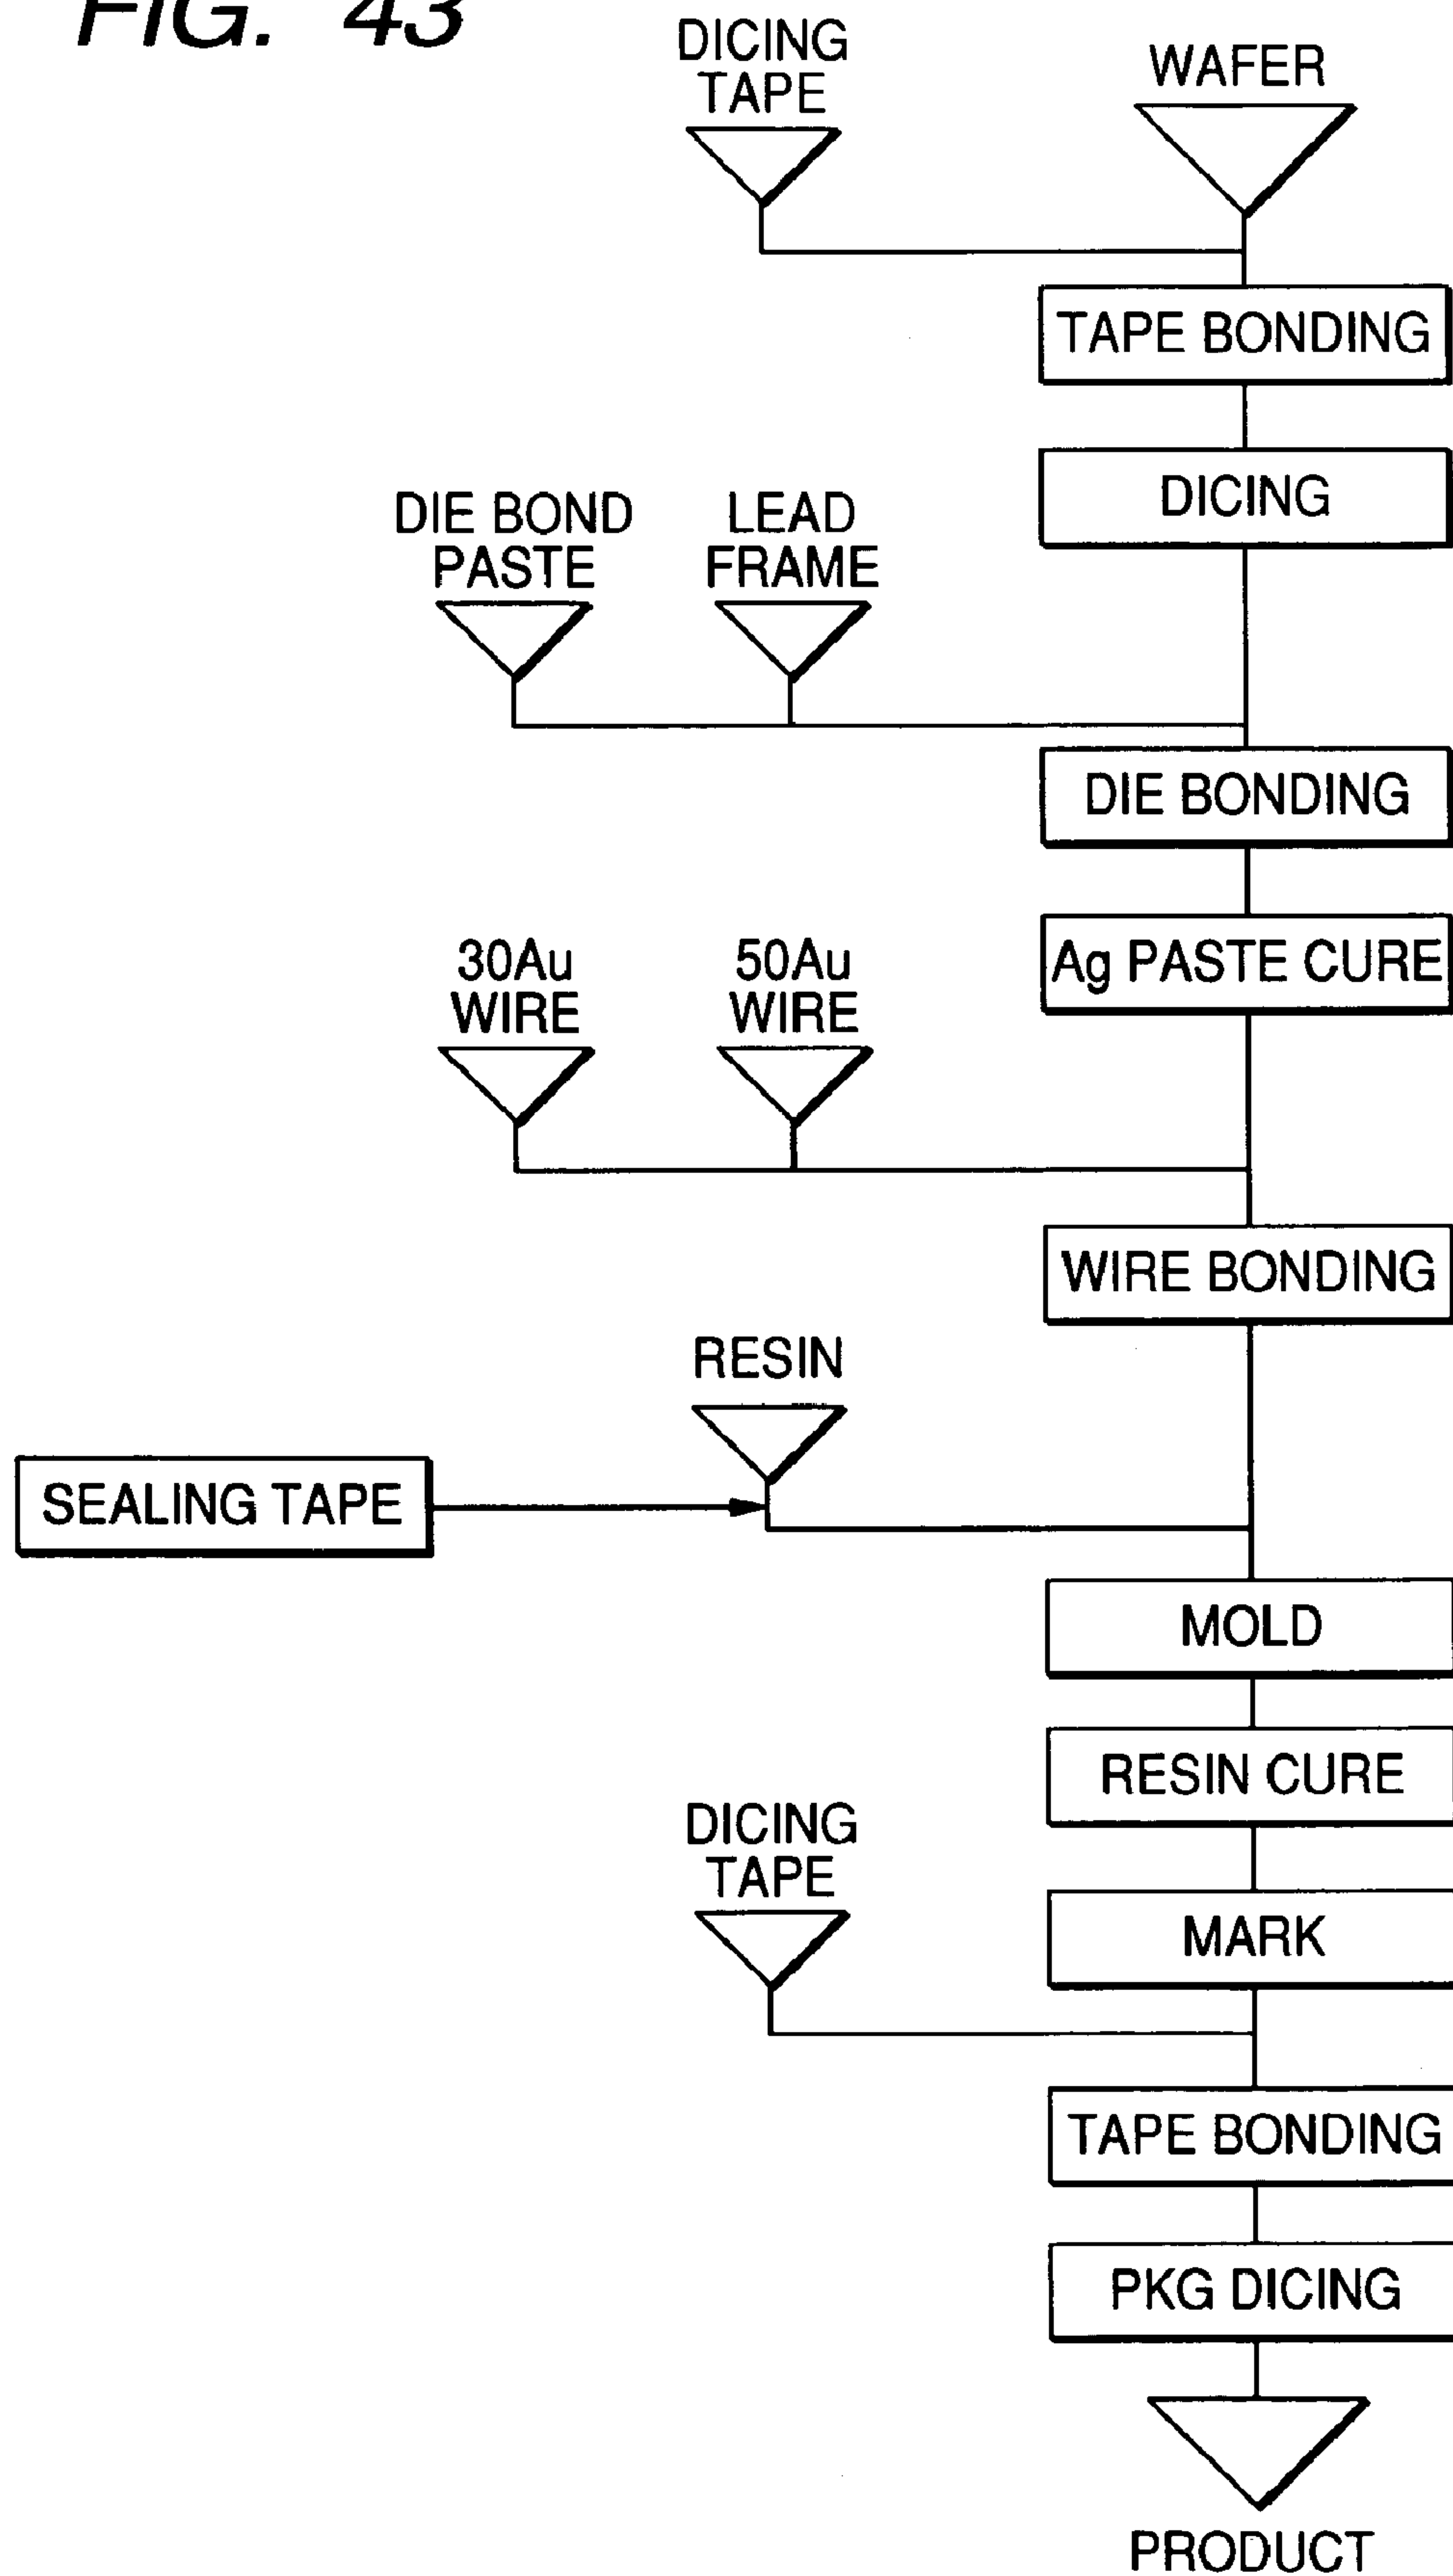 FIG. 43
DICING
TAPE
WAFER
TAPE BONDING
DICING
DIE BOND
PASTE
LEAD
FRAME
DIE BONDING
Ag PASTE CURE
30Au
WIRE
50Au
WIRE
WIRE BONDING
RESIN
SEALING TAPE
MOLD
RESIN CURE
DICING
TAPE
MARK
TAPE BONDING
PKG DICING
PRODUCT